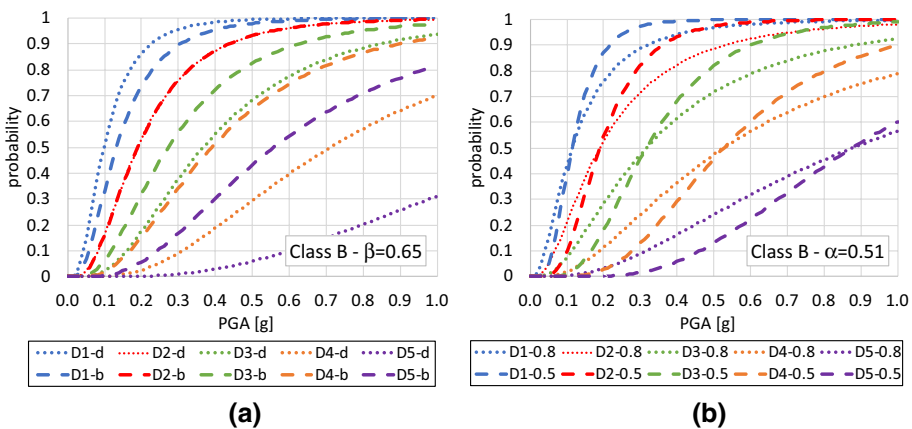 probability
1
0.9
0.8
0.7
0.6
0.5
0.4
0.3
0.2
0.1
0
0.0 0.1 0.2 0.3 0.4 0.5 0.6 0.7 0.8 0.9 1.0
PGA [g]
Class B - β=0.65
D1-d D2-d D3-d D4-d D5-d
D1-b D2-b D3-b D4-b D5-b
(a)
probability
1
0.9
0.8
0.7
0.6
0.5
0.4
0.3
0.2
0.1
0
0.0 0.1 0.2 0.3 0.4 0.5 0.6 0.7 0.8 0.9 1.0
PGA [g]
Class B - α=0.51
D1-0.8 D2-0.8 D3-0.8 D4-0.8 D5-0.8
D1-0.5 D2-0.5 D3-0.5 D4-0.5 D5-0.5
(b)